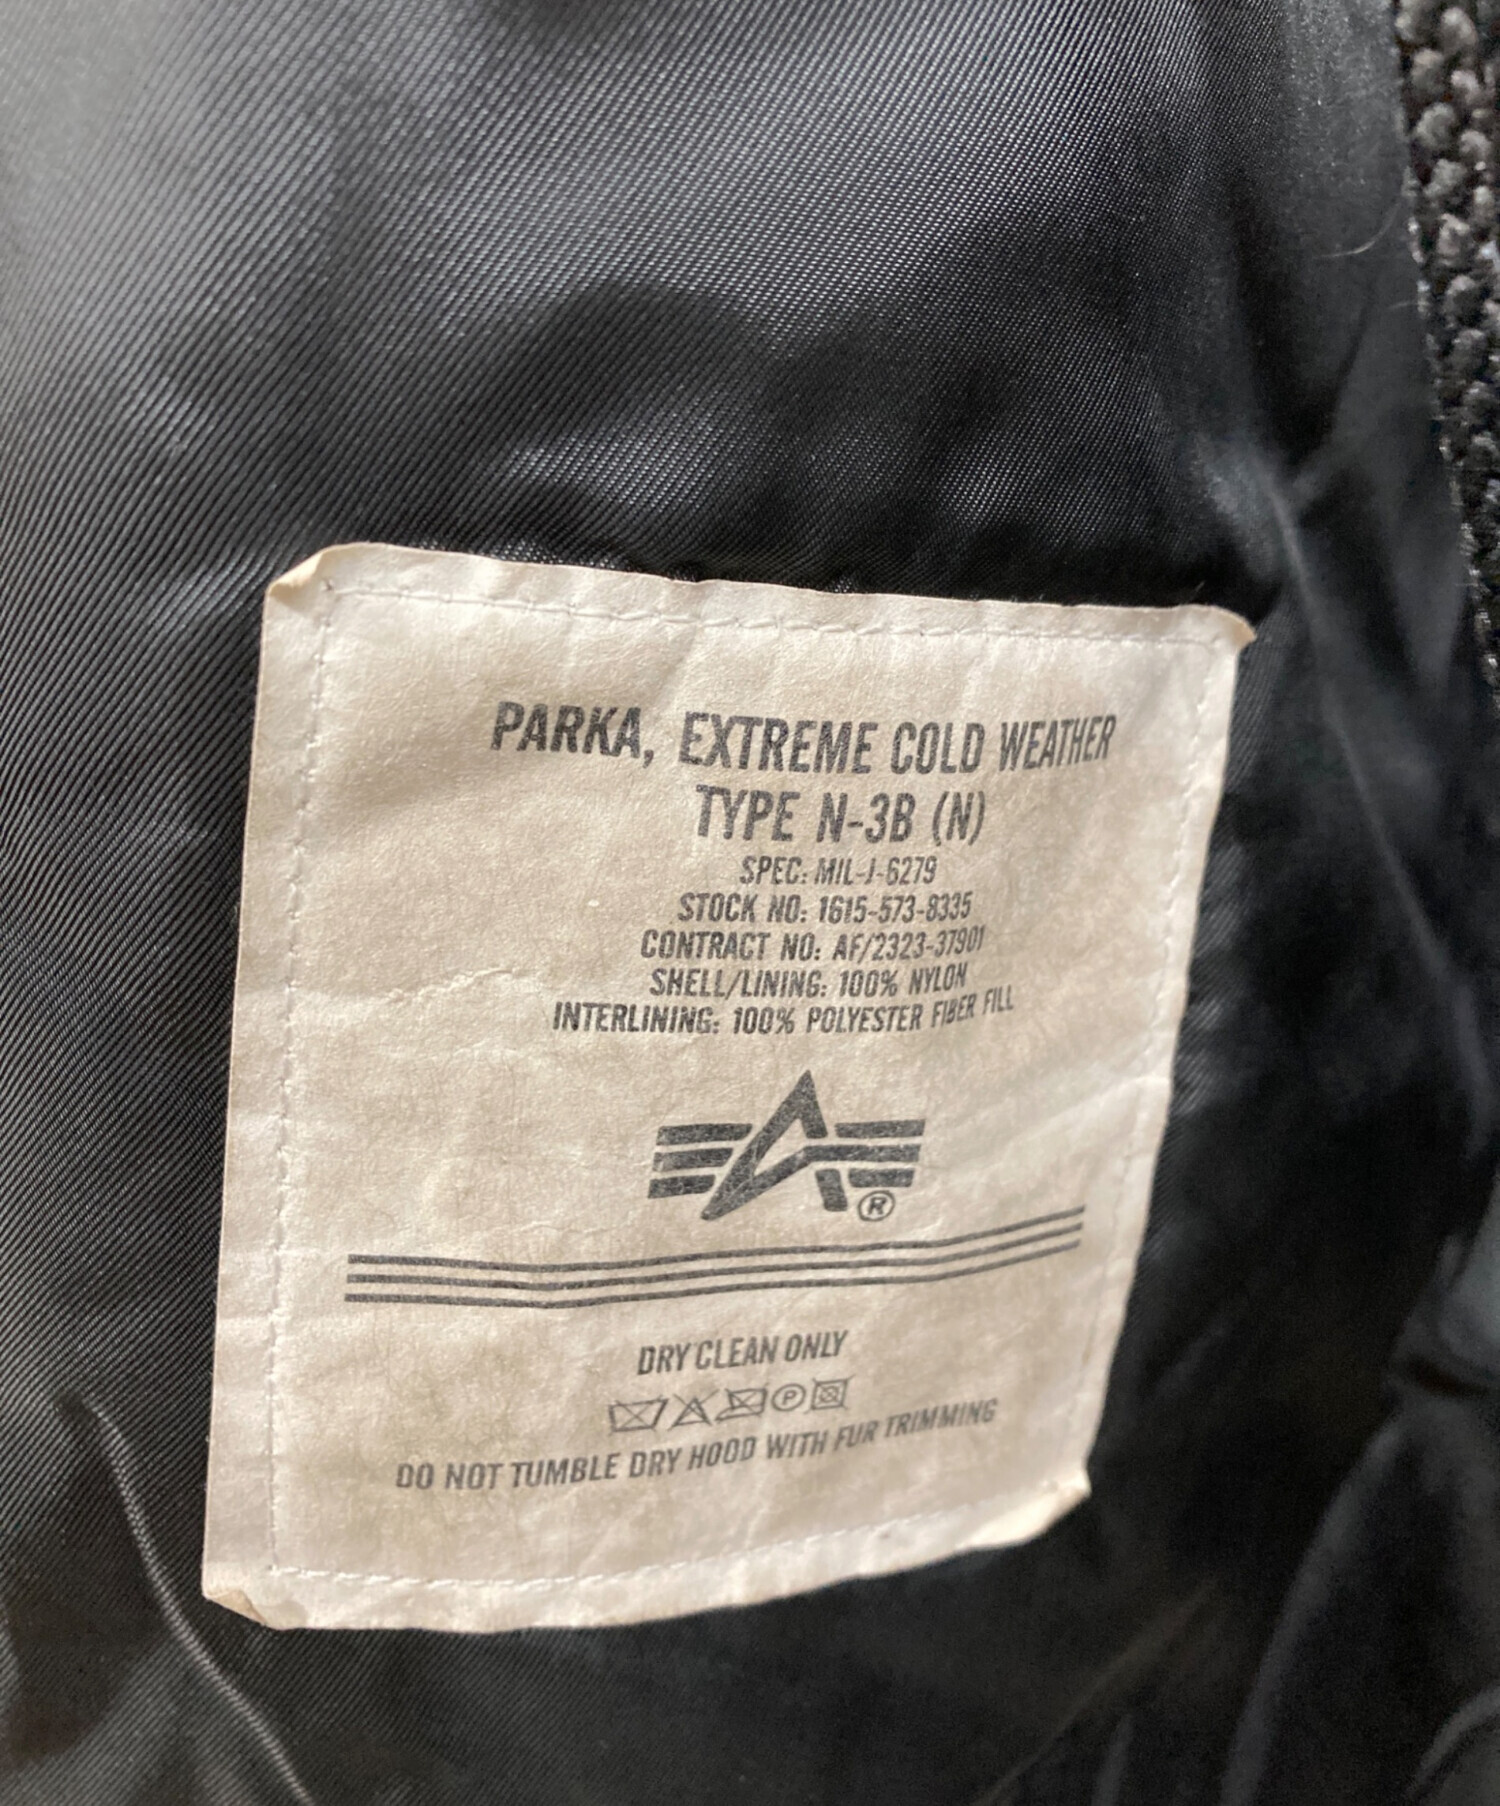 PARKA, EXTREME COLD WEATHER
TYPE N-3B (N)
SPEC: MIL-J-6279
STOCK NO: 1615-573-8335
CONTRACT NO: AF/2323-37901
SHELL/LINING: 100% NYLON
INTERLINING: 100% POLYESTER FIBER FILL
®
DRY CLEAN ONLY
P
DO NOT TUMBLE DRY HOOD WITH FUR TRIMMING